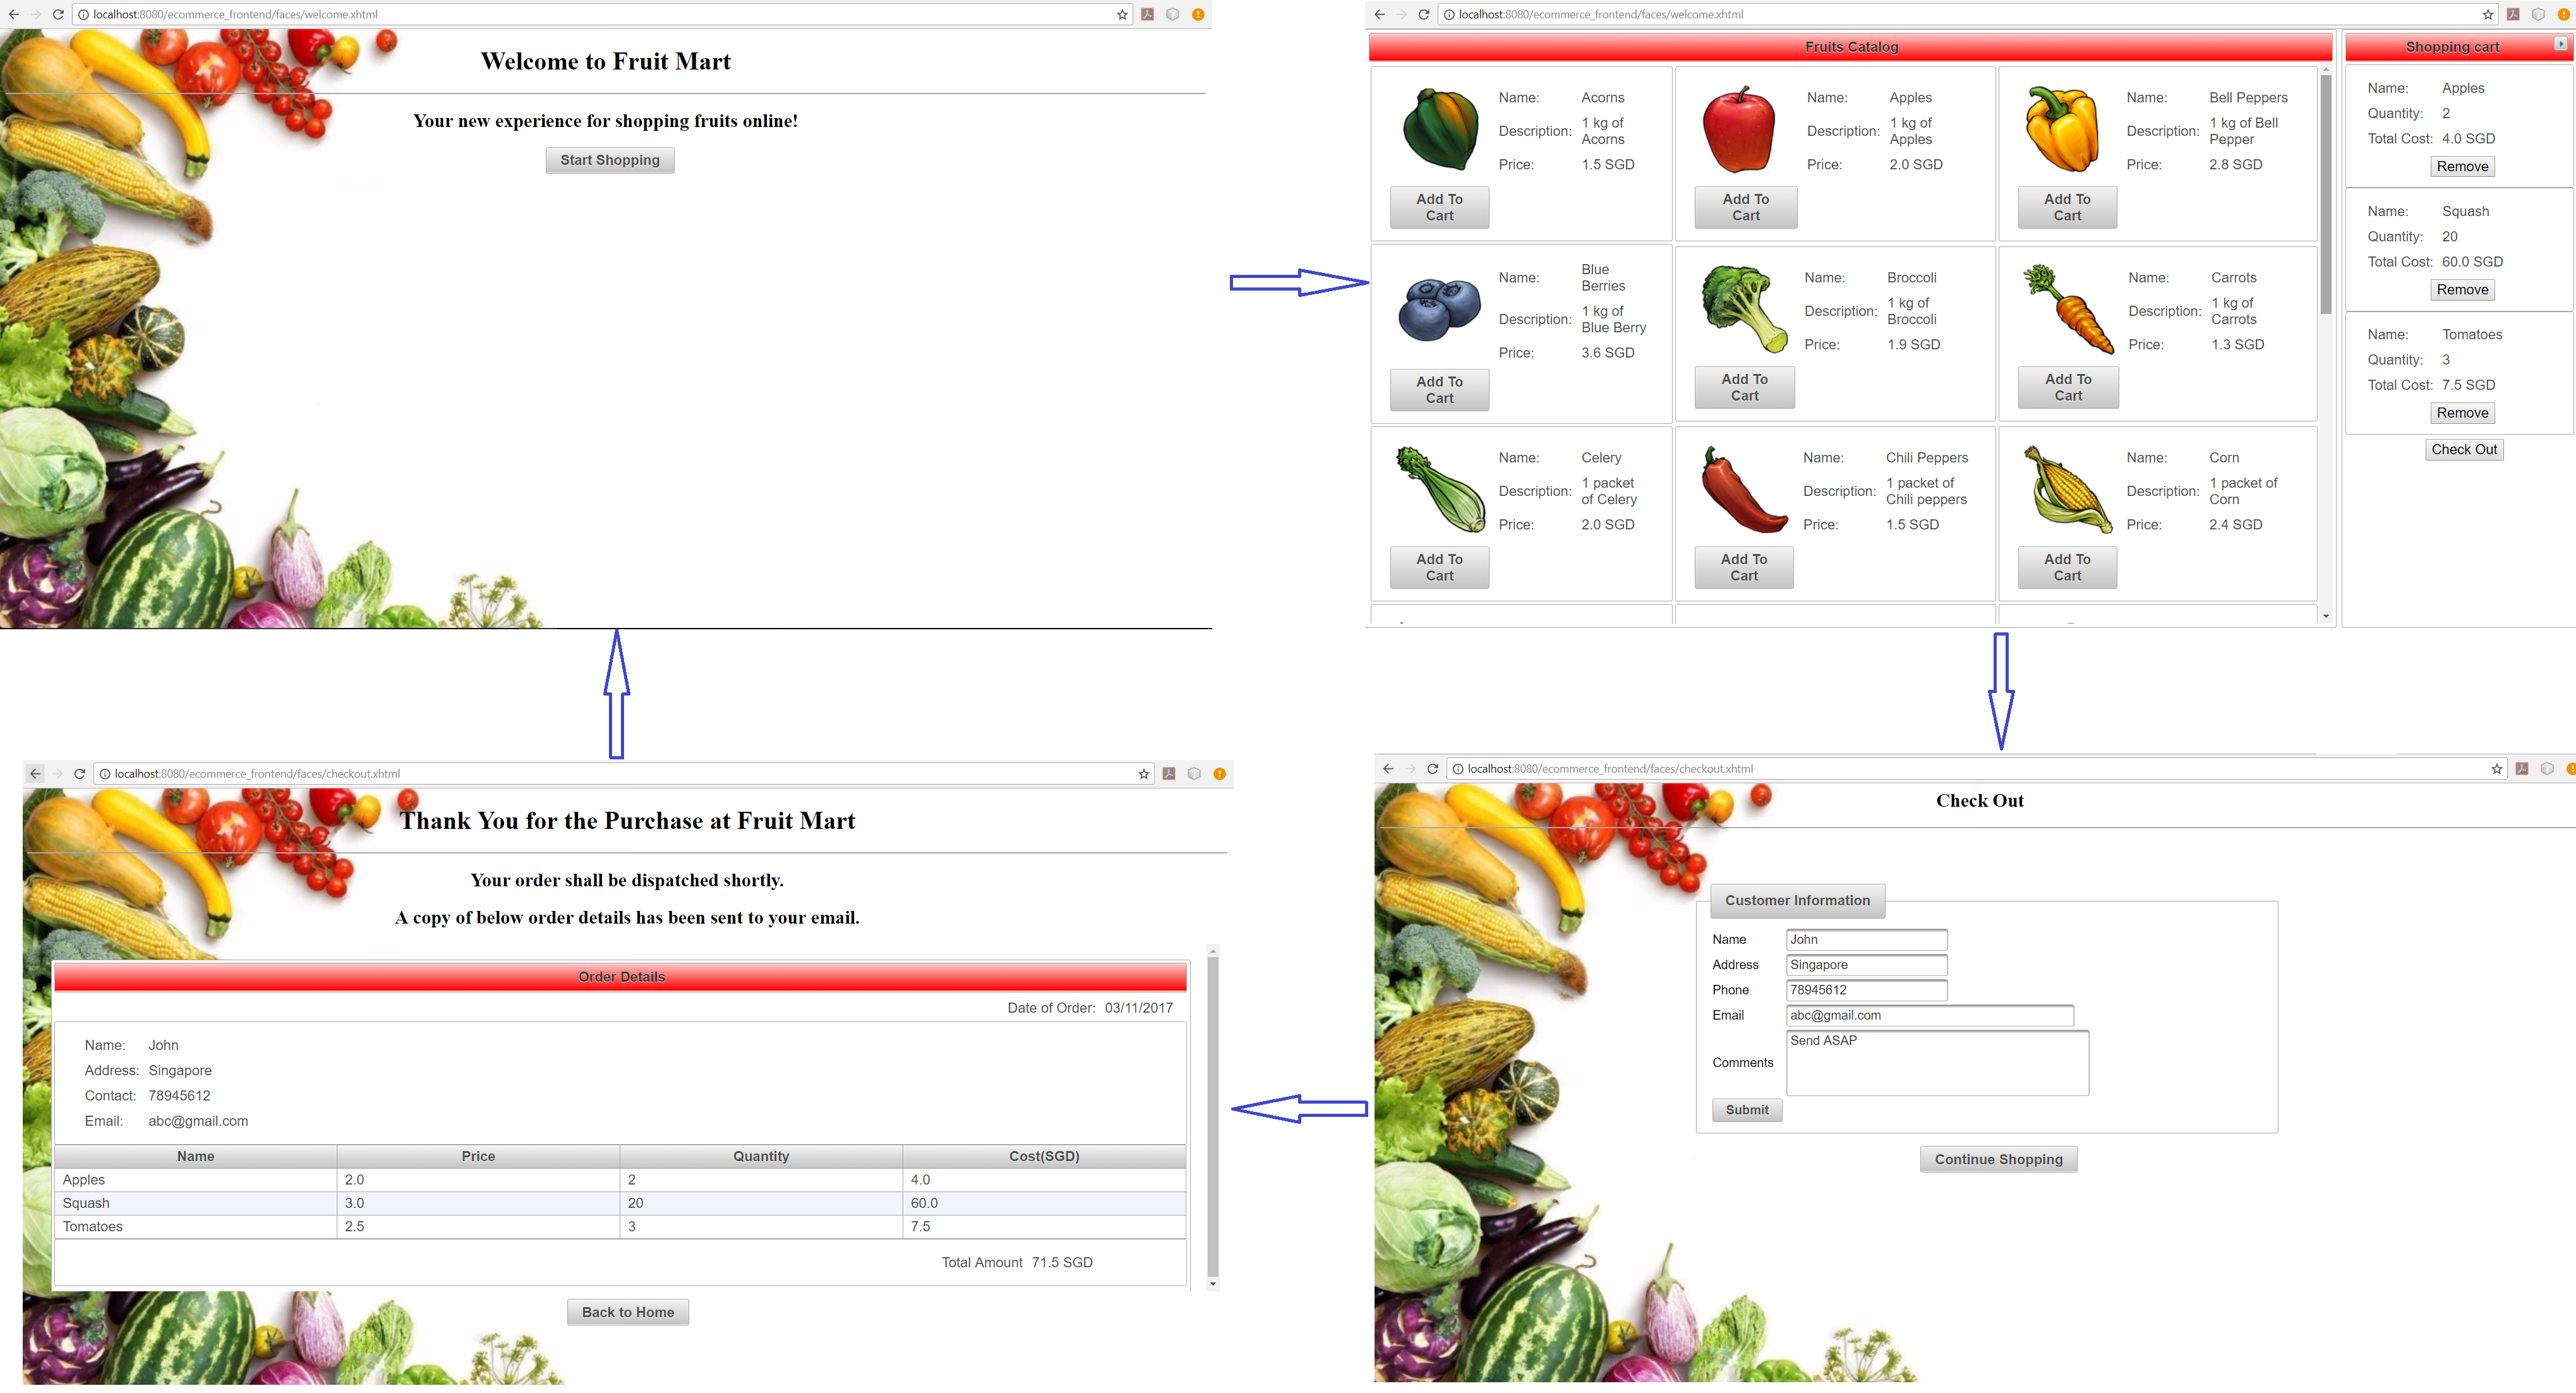 localhost:8080/ecommerce_frontend/faces/welcome.xhtml
Welcome to Fruit Mart
Your new experience for shopping fruits online!
Start Shopping
localhost:8080/ecommerce_frontend/faces/welcome.xhtml
Fruits Catalog
Name: Acorns
Description: 1 kg of
Acorns
Price: 1.5 SGD
Add To
Cart
Name: Apples
Description: 1 kg of
Apples
Price: 2.0 SGD
Add To
Cart
Name: Bell Peppers
Description: 1 kg of Bell
Pepper
Price: 2.8 SGD
Add To
Cart
Name: Blue
Berries
Description: 1 kg of
Blue Berry
Price: 3.6 SGD
Add To
Cart
Name: Broccoli
Description: 1 kg of
Broccoli
Price: 1.9 SGD
Add To
Cart
Name: Carrots
Description: 1 kg of
Carrots
Price: 1.3 SGD
Add To
Cart
Name: Celery
Description: 1 packet
of Celery
Price: 2.0 SGD
Add To
Cart
Name: Chili Peppers
Description: 1 packet of
Chili peppers
Price: 1.5 SGD
Add To
Cart
Name: Corn
Description: 1 packet of
Corn
Price: 2.4 SGD
Add To
Cart
Shopping cart
Name: Apples
Quantity: 2
Total Cost: 4.0 SGD
Remove
Name: Squash
Quantity: 20
Total Cost: 60.0 SGD
Remove
Name: Tomatoes
Quantity: 3
Total Cost: 7.5 SGD
Remove
Check Out
localhost:8080/ecommerce_frontend/faces/checkout.xhtml
Check Out
Customer Information
Name John
Address Singapore
Phone 78945612
Email abc@gmail.com
Comments Send ASAP
Submit
Continue Shopping
localhost:8080/ecommerce_frontend/faces/checkout.xhtml
Thank You for the Purchase at Fruit Mart
Your order shall be dispatched shortly.
A copy of below order details has been sent to your email.
Order Details
Date of Order: 03/11/2017
Name: John
Address: Singapore
Contact: 78945612
Email: abc@gmail.com
Name Price Quantity Cost(SGD)
Apples 2.0 2 4.0
Squash 3.0 20 60.0
Tomatoes 2.5 3 7.5
Total Amount 71.5 SGD
Back to Home